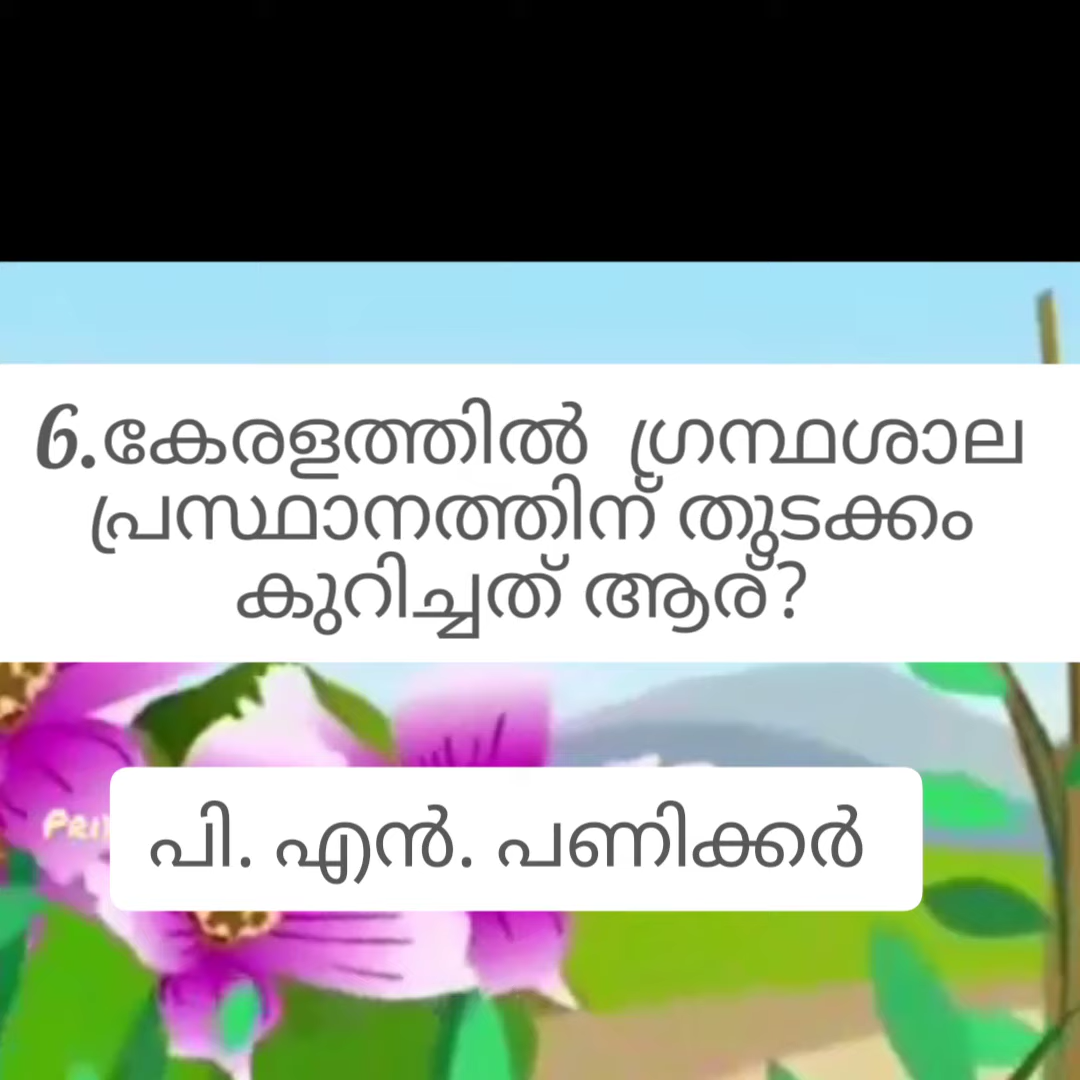 6.കേരളത്തിൽ ഗ്രന്ഥശാല
പ്രസ്ഥാനത്തിന് തുടക്കം
കുറിച്ചത് ആര്?
പി. എൻ. പണിക്കർ